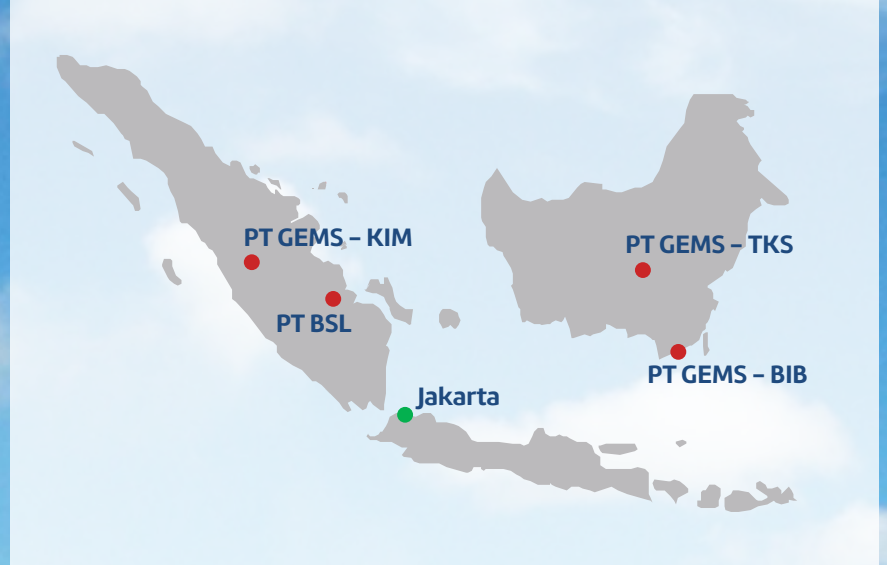 PT GEMS – KIM
PT GEMS – TKS
PT BSL
PT GEMS – BIB
Jakarta